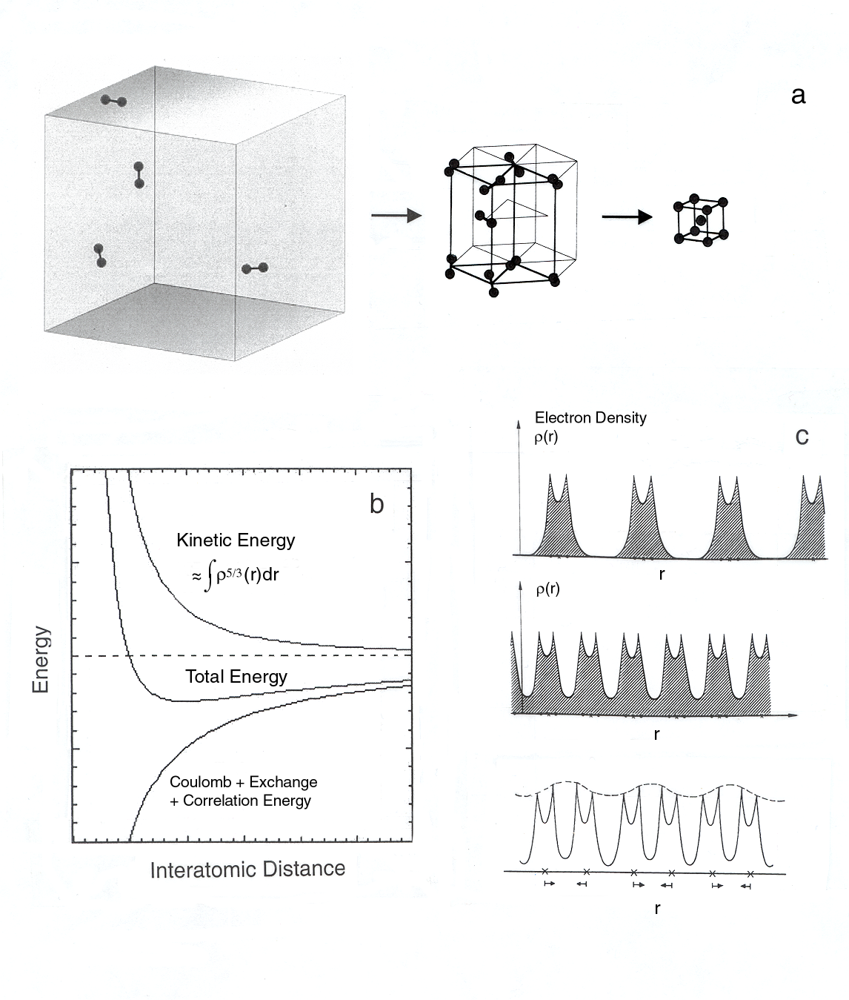 a
b
Kinetic Energy
≈∫ρ5/3(r)dr
Total Energy
Coulomb + Exchange
+ Correlation Energy
Energy
Interatomic Distance
Electron Density
ρ(r)
c
r
ρ(r)
r
r